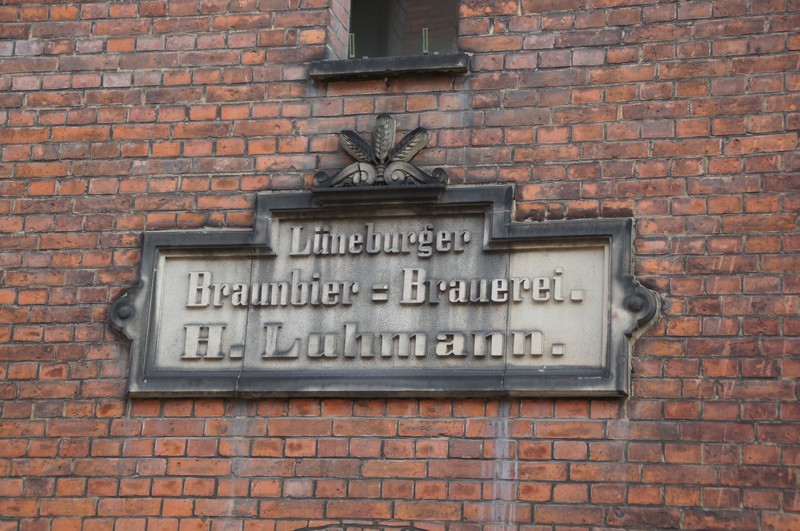 Lüneburger
Braunbier = Brauerei.
H. Luhmann.